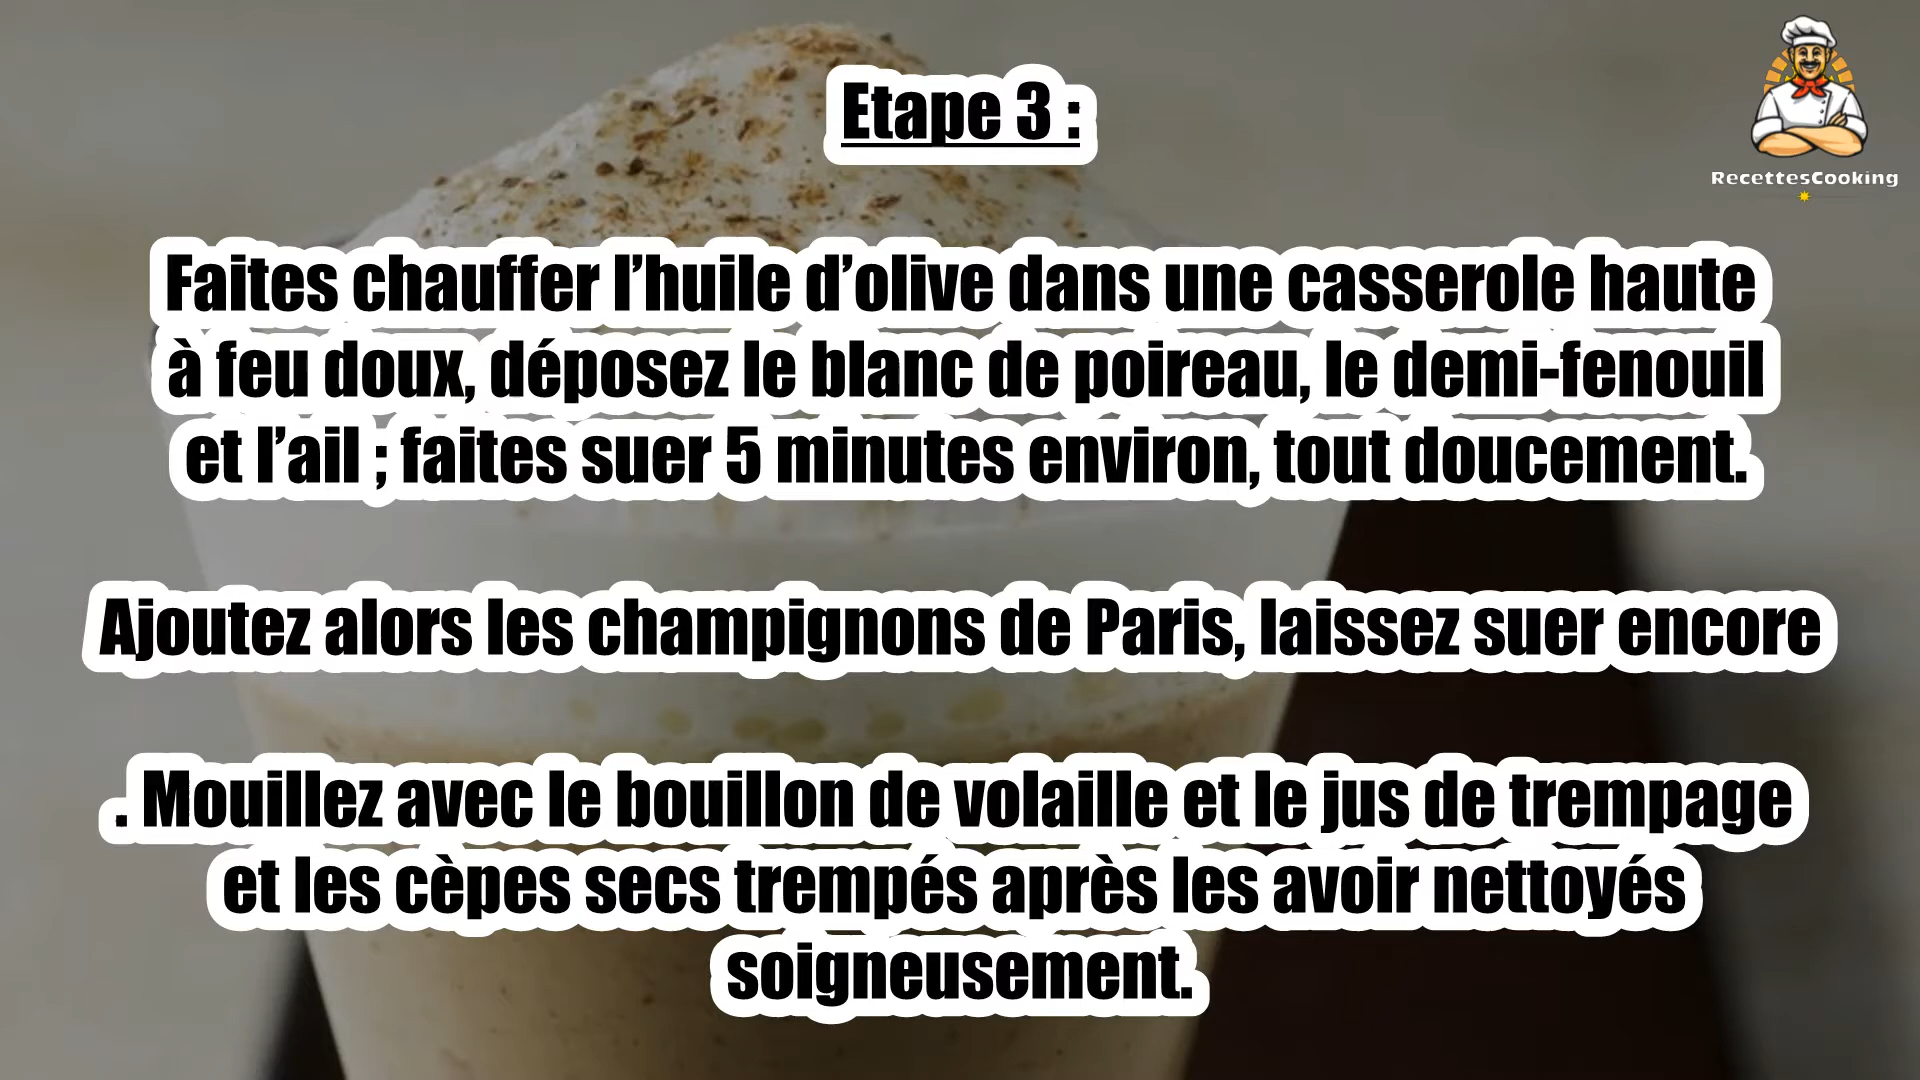 Etape 3 :
RecettesCooking
Faites chauffer l’huile d’olive dans une casserole haute
à feu doux, déposez le blanc de poireau, le demi-fenouil
et l’ail ; faites suer 5 minutes environ, tout doucement.
Ajoutez alors les champignons de Paris, laissez suer encore
. Mouillez avec le bouillon de volaille et le jus de trempage
et les cèpes secs trempés après les avoir nettoyés
soigneusement.